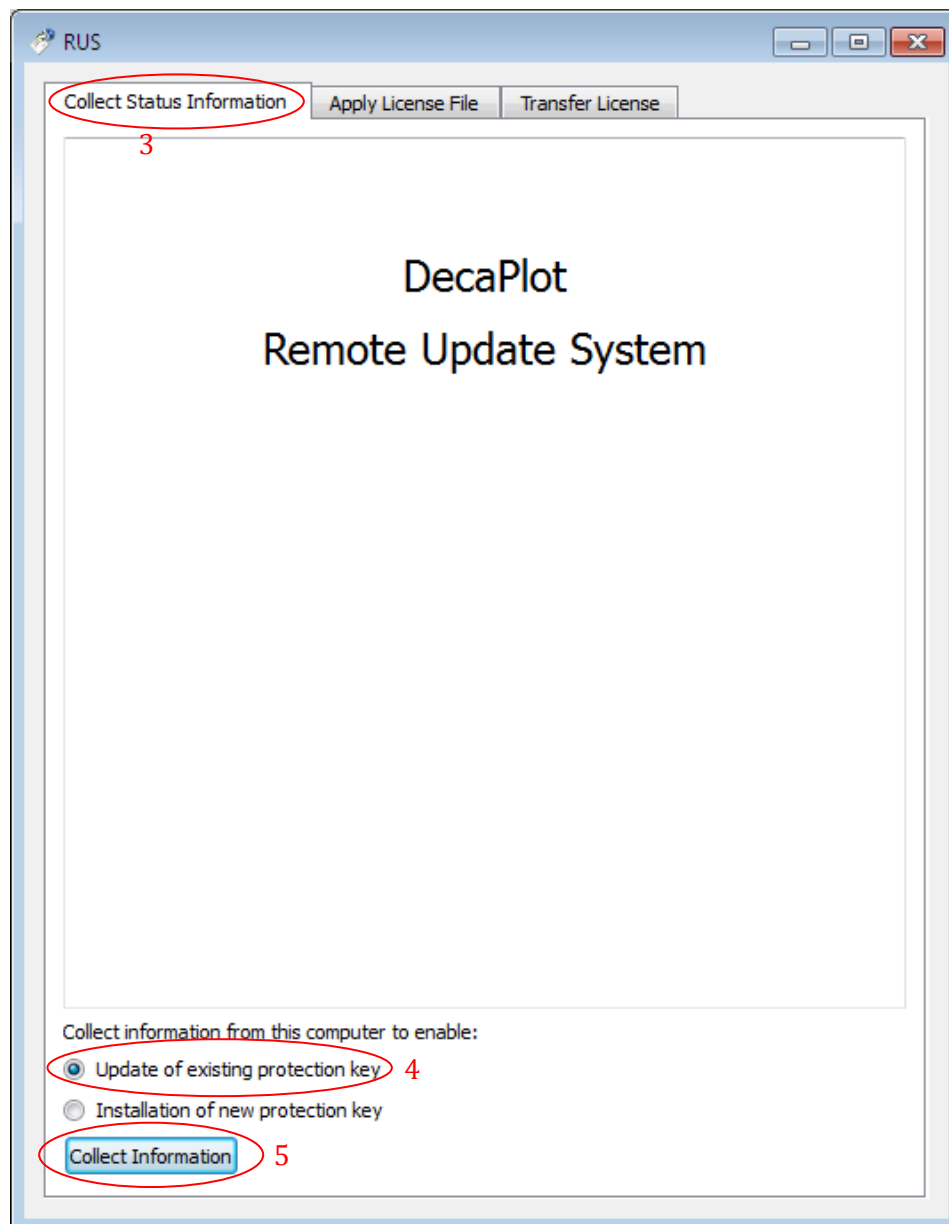 RUS
Collect Status Information Apply License File Transfer License
3
DecaPlot
Remote Update System
Collect information from this computer to enable:
Update of existing protection key 4
Installation of new protection key
Collect Information 5